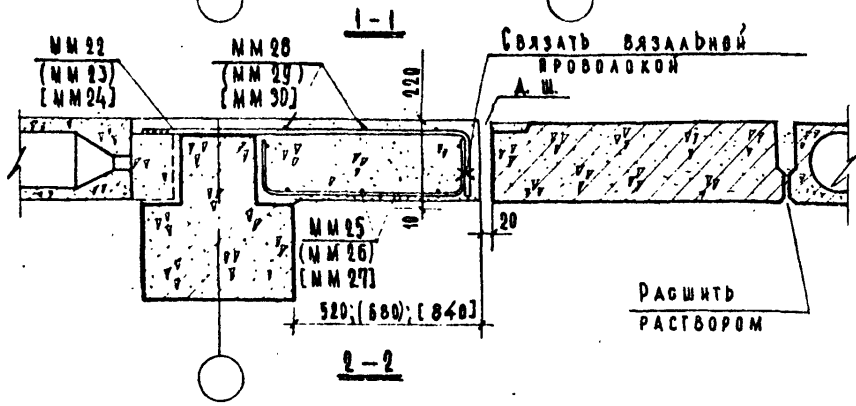 1-1
ММ 22
(ММ 23)
[ММ 24]
ММ 28
(ММ 29)
[ММ 30]
220
Связать вязальной
проволокой
Д. Ш.
10
20
ММ 25
(ММ 26)
[ММ 27]
520; (680); [840]
Расшить
раствором
2-2